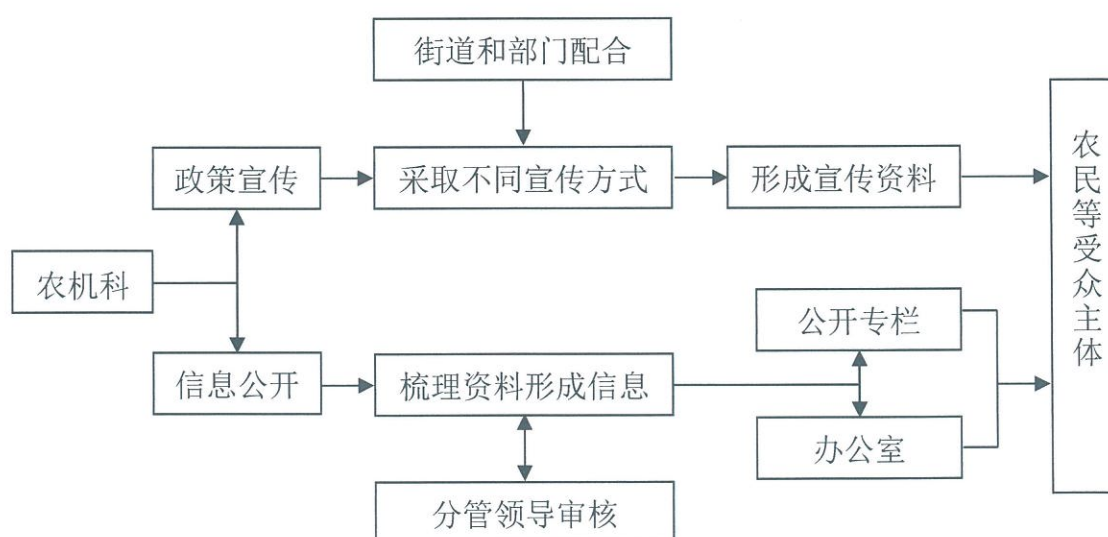 街道和部门配合
政策宣传
采取不同宣传方式
形成宣传资料
农民等受众主体
农机科
公开专栏
信息公开
梳理资料形成信息
办公室
分管领导审核